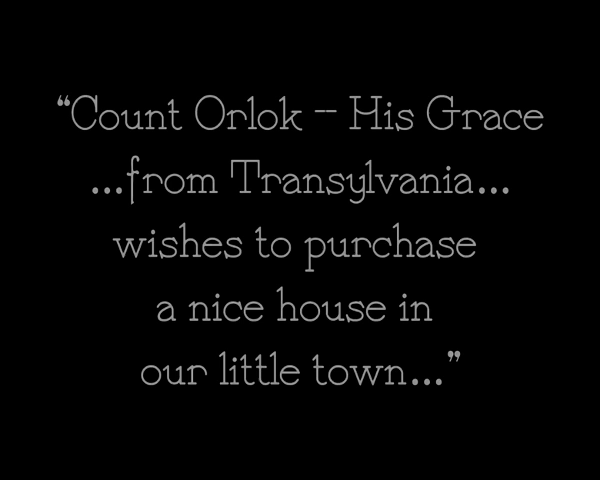 “Count Orlok -- His Grace
...from Transylvania...
wishes to purchase
a nice house in
our little town...”